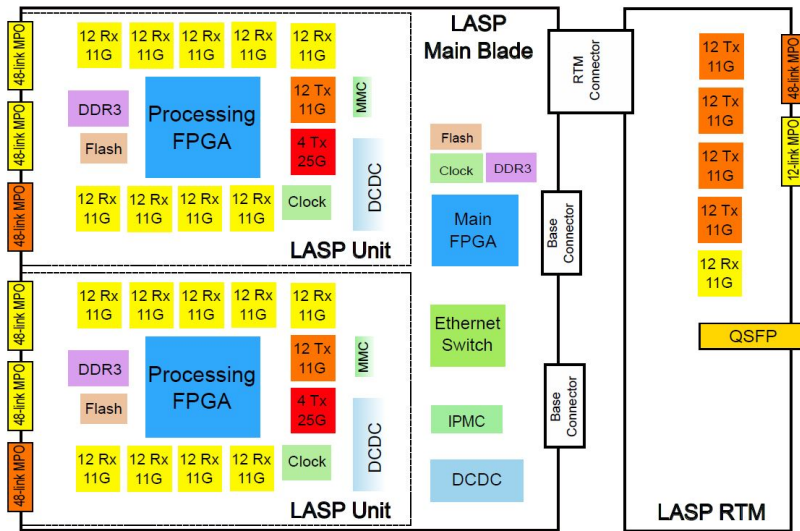 48-link MPO
48-link MPO
48-link MPO
12 Rx
11G
12 Rx
11G
12 Rx
11G
12 Rx
11G
12 Rx
11G
DDR3
Flash
Processing
FPGA
12 Tx
11G
4 Tx
25G
MMC
DCDC
12 Rx
11G
12 Rx
11G
12 Rx
11G
12 Rx
11G
Clock
LASP Unit
48-link MPO
48-link MPO
48-link MPO
12 Rx
11G
12 Rx
11G
12 Rx
11G
12 Rx
11G
12 Rx
11G
DDR3
Flash
Processing
FPGA
12 Tx
11G
4 Tx
25G
MMC
DCDC
12 Rx
11G
12 Rx
11G
12 Rx
11G
12 Rx
11G
Clock
LASP Unit
LASP
Main Blade
Flash
Clock
DDR3
Main
FPGA
Ethernet
Switch
IPMC
DCDC
RTM
Connector
Base
Connector
Base
Connector
12 Tx
11G
12 Tx
11G
12 Tx
11G
12 Tx
11G
12 Rx
11G
48-link MPO
12-link MPO
QSFP
LASP RTM